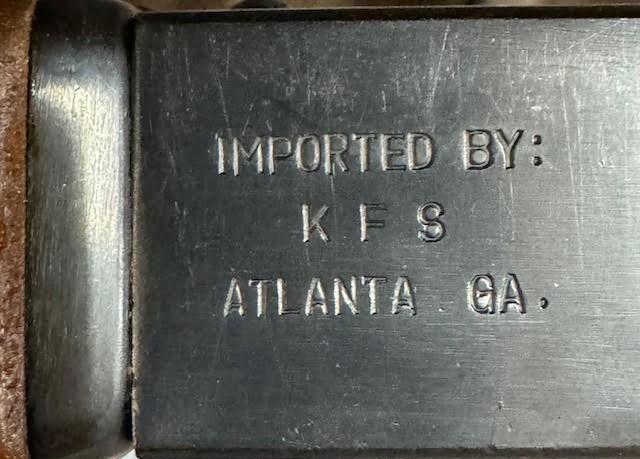 IMPORTED BY:
K F S
ATLANTA GA.